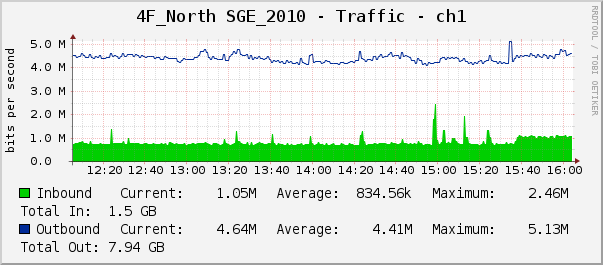 4F_North SGE_2010 - Traffic - ch1
RRDTOOL / TOBI OETIKER
bits per second
5.0 M
4.0 M
3.0 M
2.0 M
1.0 M
0.0
12:20 12:40 13:00 13:20 13:40 14:00 14:20 14:40 15:00 15:20 15:40 16:00
Inbound Current: 1.05M Average: 834.56k Maximum: 2.46M
Total In: 1.5 GB
Outbound Current: 4.64M Average: 4.41M Maximum: 5.13M
Total Out: 7.94 GB